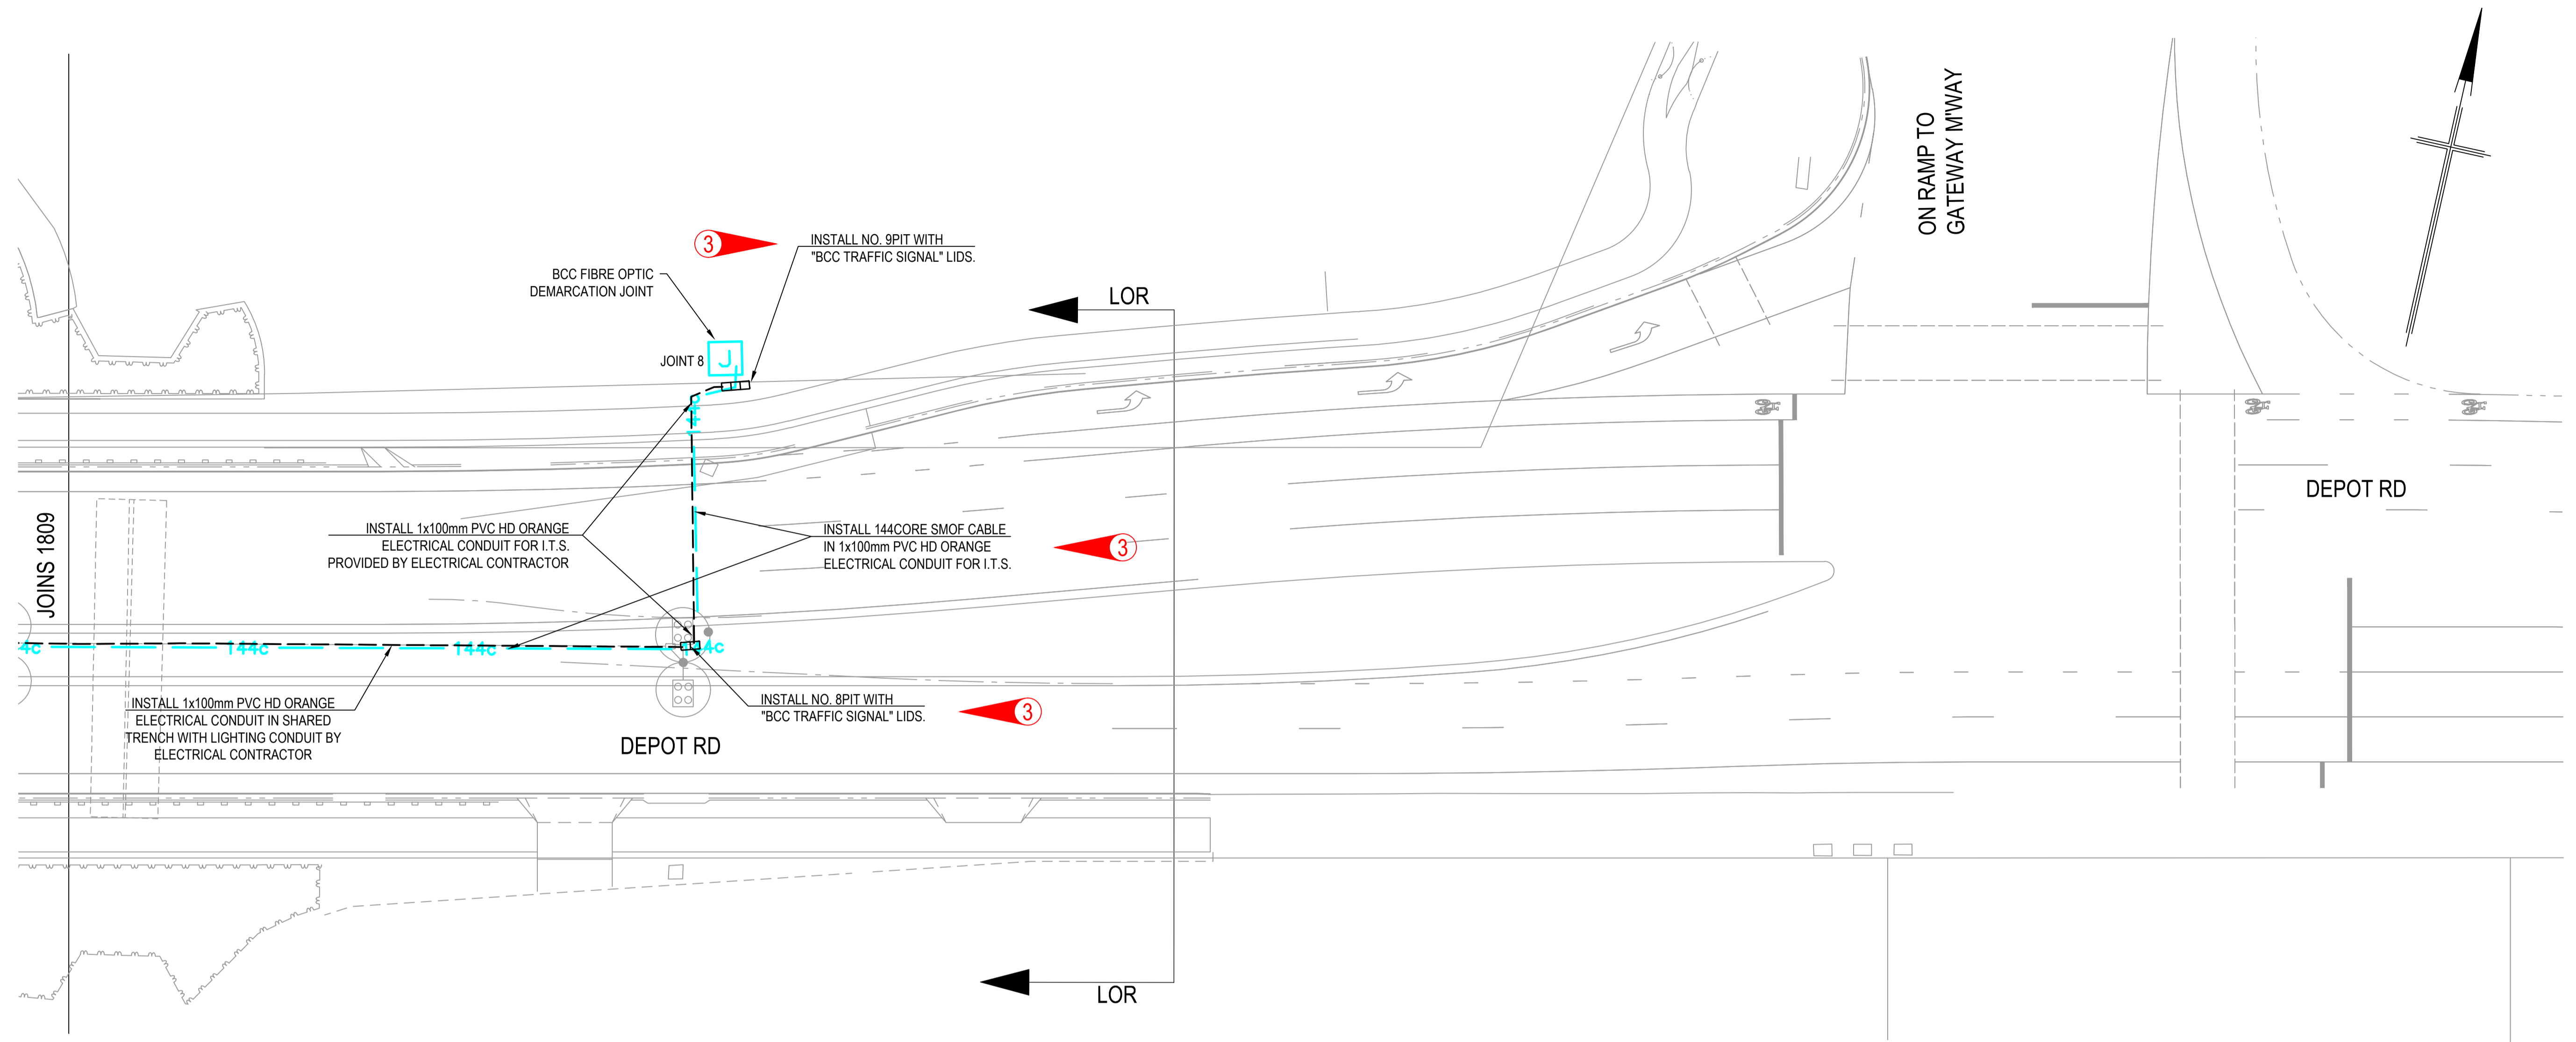 ON RAMP TO
GATEWAY M'WAY
3
INSTALL NO. 9PIT WITH
"BCC TRAFFIC SIGNAL" LIDS.
BCC FIBRE OPTIC
DEMARCATION JOINT
LOR
JOINT 8
J
144c
DEPOT RD
JOINS 1809
INSTALL 1x100mm PVC HD ORANGE
ELECTRICAL CONDUIT FOR I.T.S.
PROVIDED BY ELECTRICAL CONTRACTOR
INSTALL 144CORE SMOF CABLE
IN 1x100mm PVC HD ORANGE
ELECTRICAL CONDUIT FOR I.T.S.
3
4c
144c
144c
144c
INSTALL 1x100mm PVC HD ORANGE
ELECTRICAL CONDUIT IN SHARED
TRENCH WITH LIGHTING CONDUIT BY
ELECTRICAL CONTRACTOR
INSTALL NO. 8PIT WITH
"BCC TRAFFIC SIGNAL" LIDS.
3
DEPOT RD
LOR